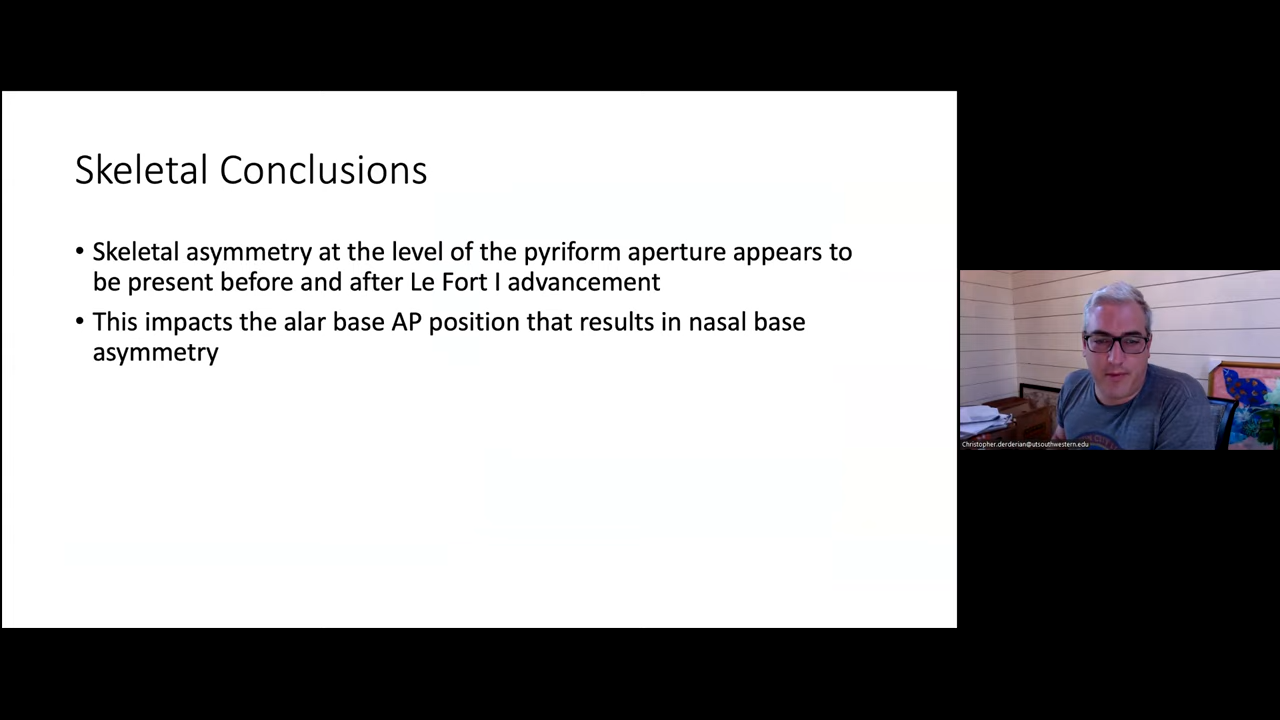 Skeletal Conclusions
• Skeletal asymmetry at the level of the pyriform aperture appears to
be present before and after Le Fort I advancement
• This impacts the alar base AP position that results in nasal base
asymmetry
Christopher.derderian@utsouthwestern.edu